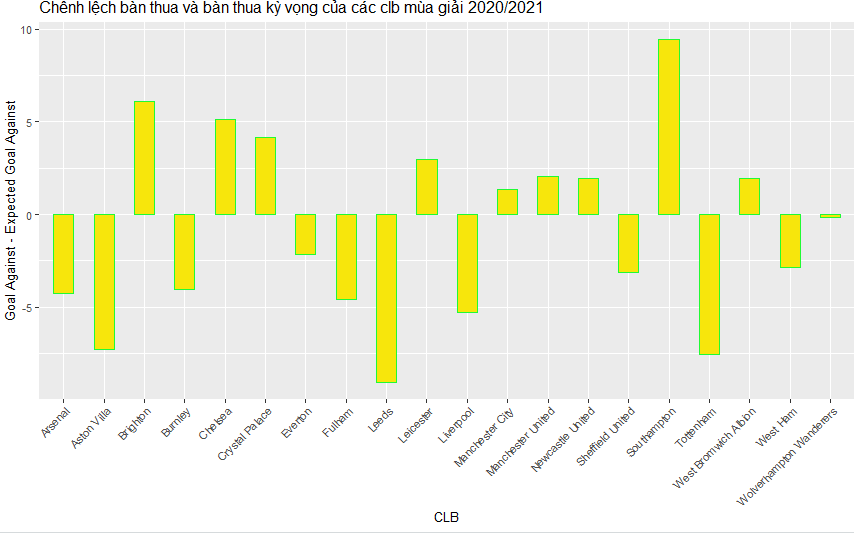 Chênh lệch bàn thua và bàn thua kỳ vọng của các clb mùa giải 2020/2021
Goal Against - Expected Goal Against
10
5
0
-5
Arsenal
Aston Villa
Brighton
Burnley
Chelsea
Crystal Palace
Everton
Fulham
Leeds
Leicester
Liverpool
Manchester City
Manchester United
Newcastle United
Sheffield United
Southampton
Tottenham
West Bromwich Albion
West Ham
Wolverhampton Wanderers
CLB